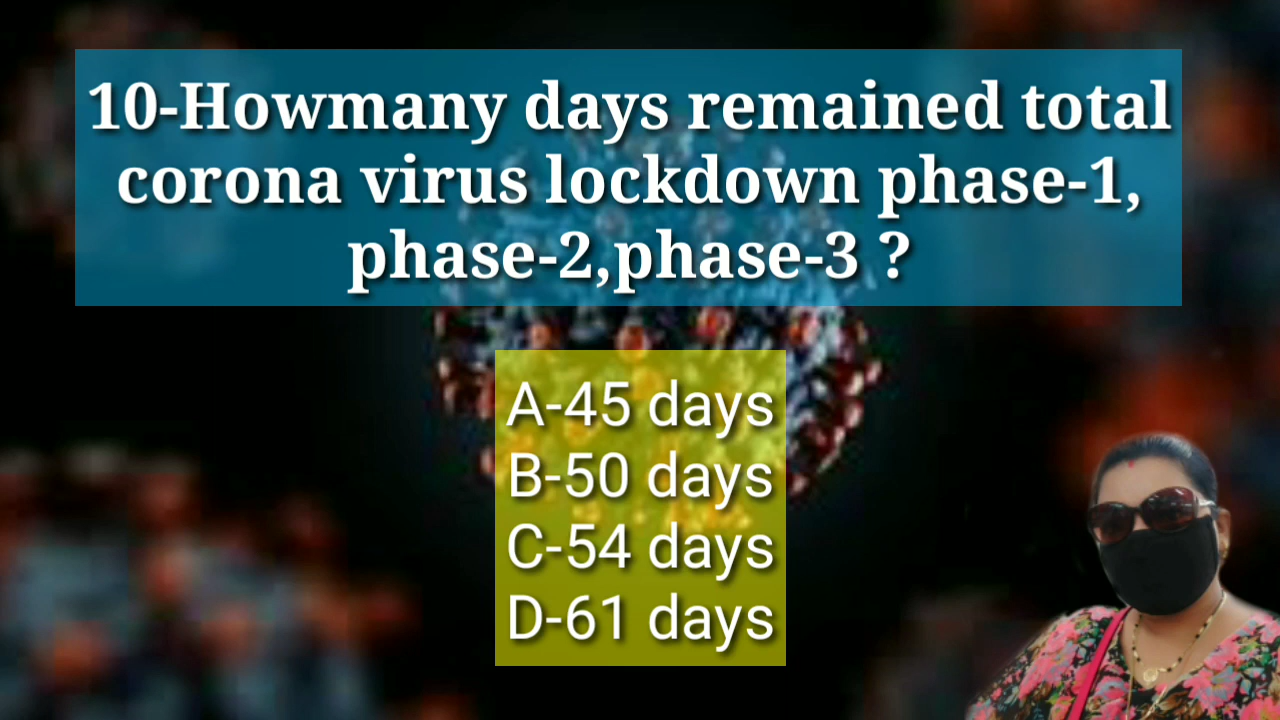 10-Howmany days remained total
corona virus lockdown phase-1,
phase-2,phase-3 ?
A-45 days
B-50 days
C-54 days
D-61 days